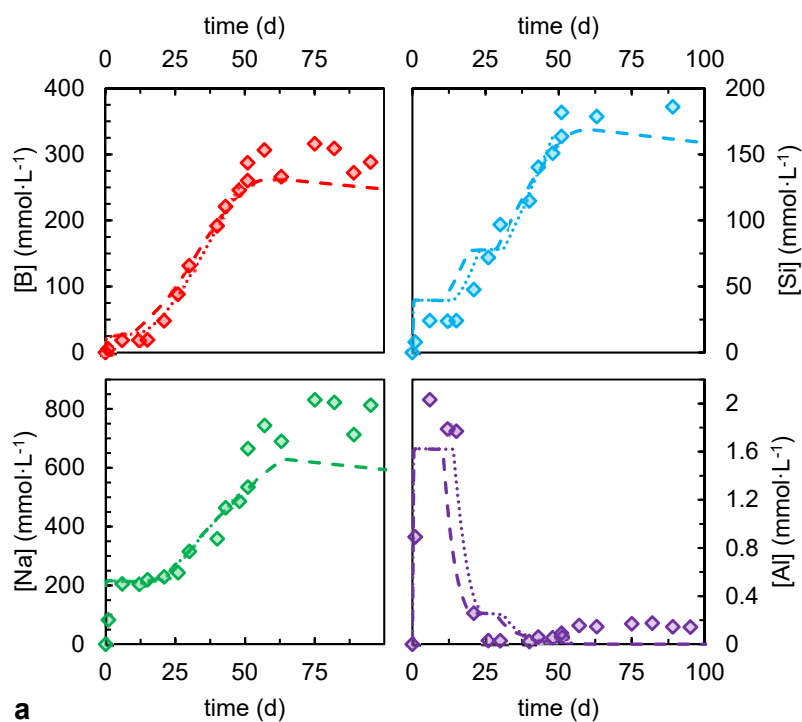 time (d) time (d)
0 25 50 75 0 25 50 75 100
400 200
300 150
200 100
100 50
0 0
[B] (mmol·L⁻¹) [Si] (mmol·L⁻¹)
800 2
600 1.6
400 1.2
200 0.8
0 0.4
0
[Na] (mmol·L⁻¹) [Al] (mmol·L⁻¹)
0 25 50 75 0 25 50 75 100
time (d) time (d)
a